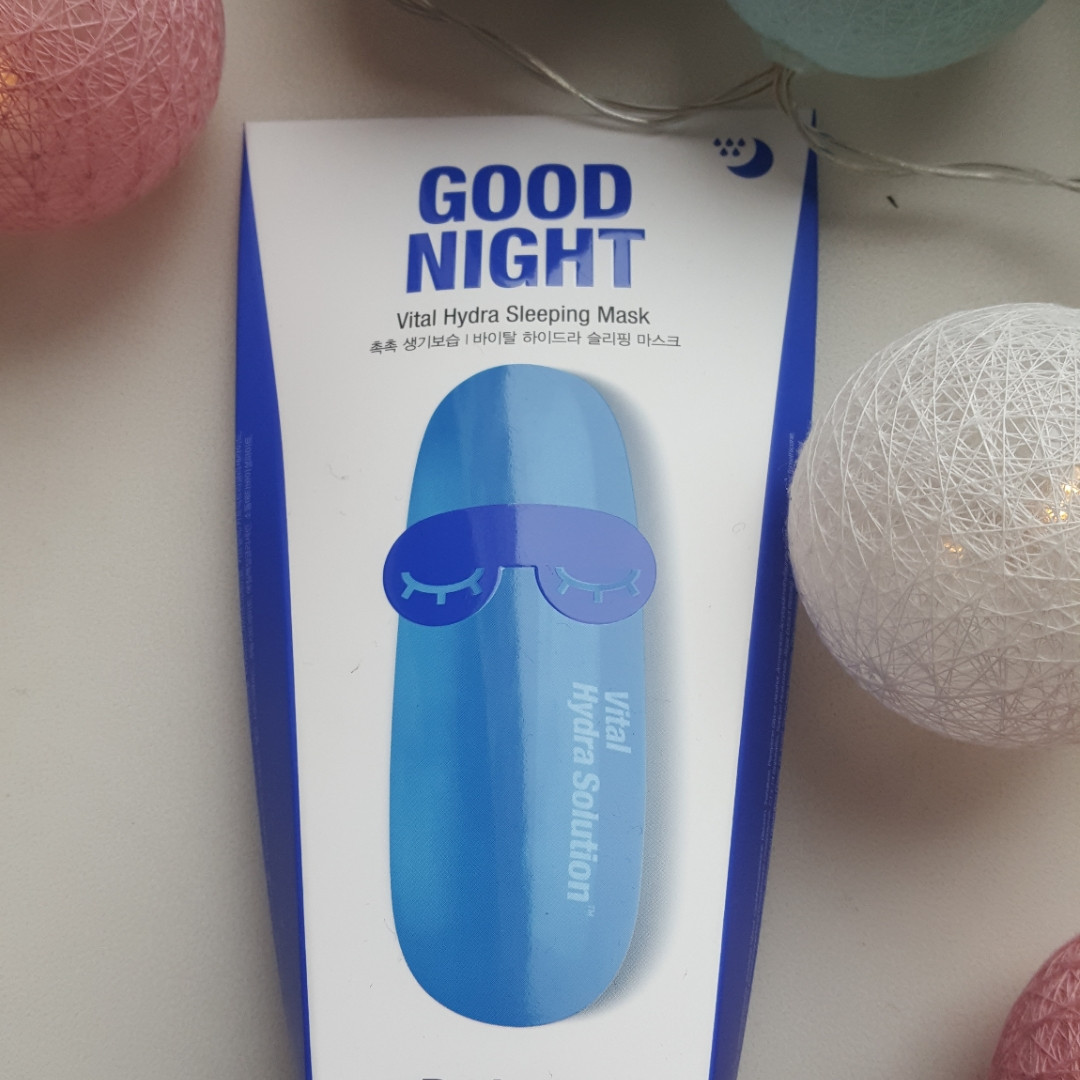 GOOD
NIGHT
Vital Hydra Sleeping Mask
촉촉 생기보습 | 바이탈 하이드라 슬리핑 마스크
Vital
Hydra Solution™